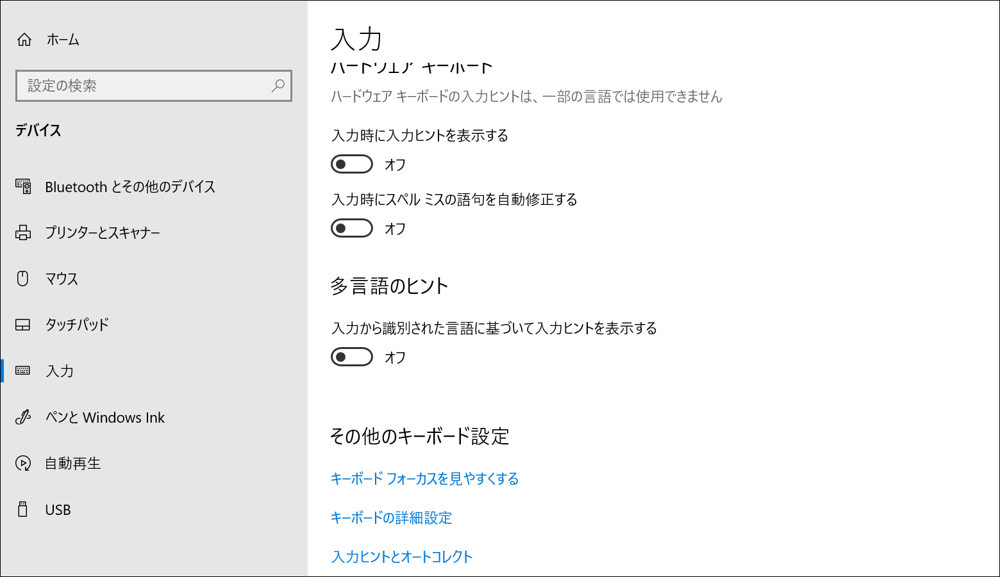 ホーム
設定の検索
デバイス
Bluetooth とその他のデバイス
プリンターとスキャナー
マウス
タッチパッド
入力
ペンと Windows Ink
自動再生
USB
入力
ハードウェア キーボード
ハードウェア キーボードの入力ヒントは、一部の言語では使用できません
入力時に入力ヒントを表示する
オフ
入力時にスペル ミスの語句を自動修正する
オフ
多言語のヒント
入力から識別された言語に基づいて入力ヒントを表示する
オフ
その他のキーボード設定
キーボード フォーカスを見やすくする
キーボードの詳細設定
入力ヒントとオートコレクト